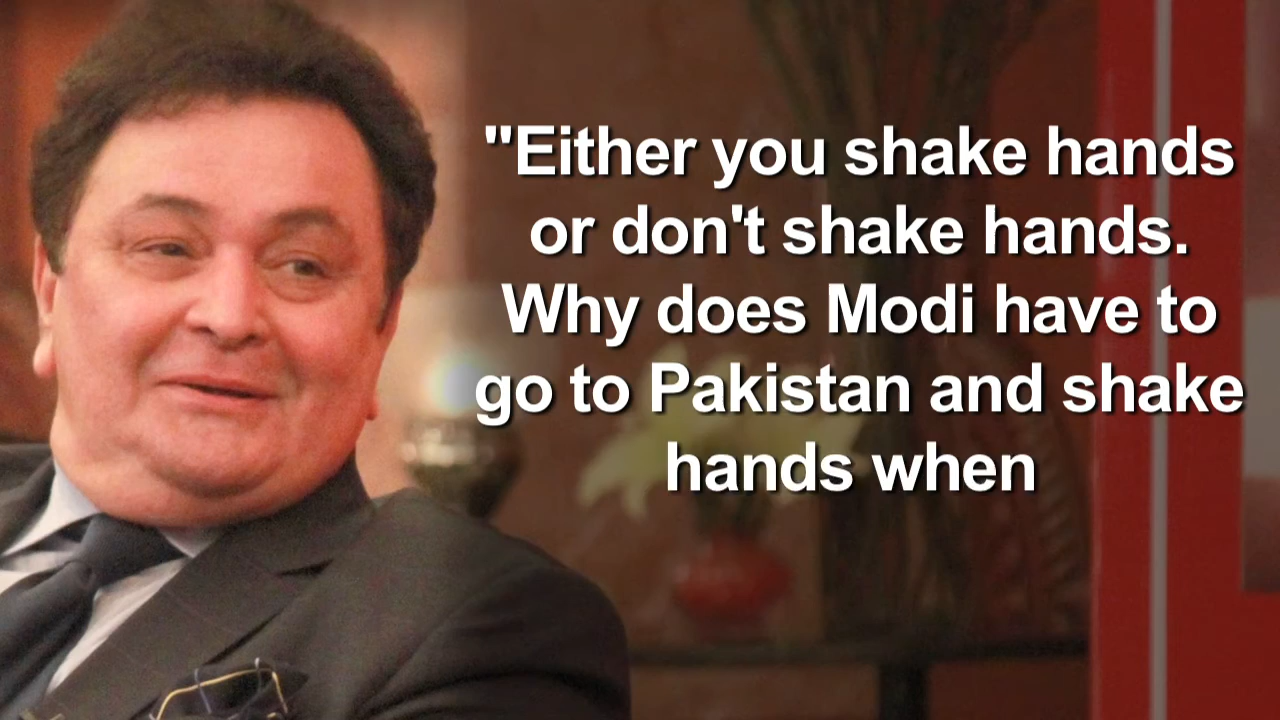 "Either you shake hands
or don't shake hands.
Why does Modi have to
go to Pakistan and shake
hands when